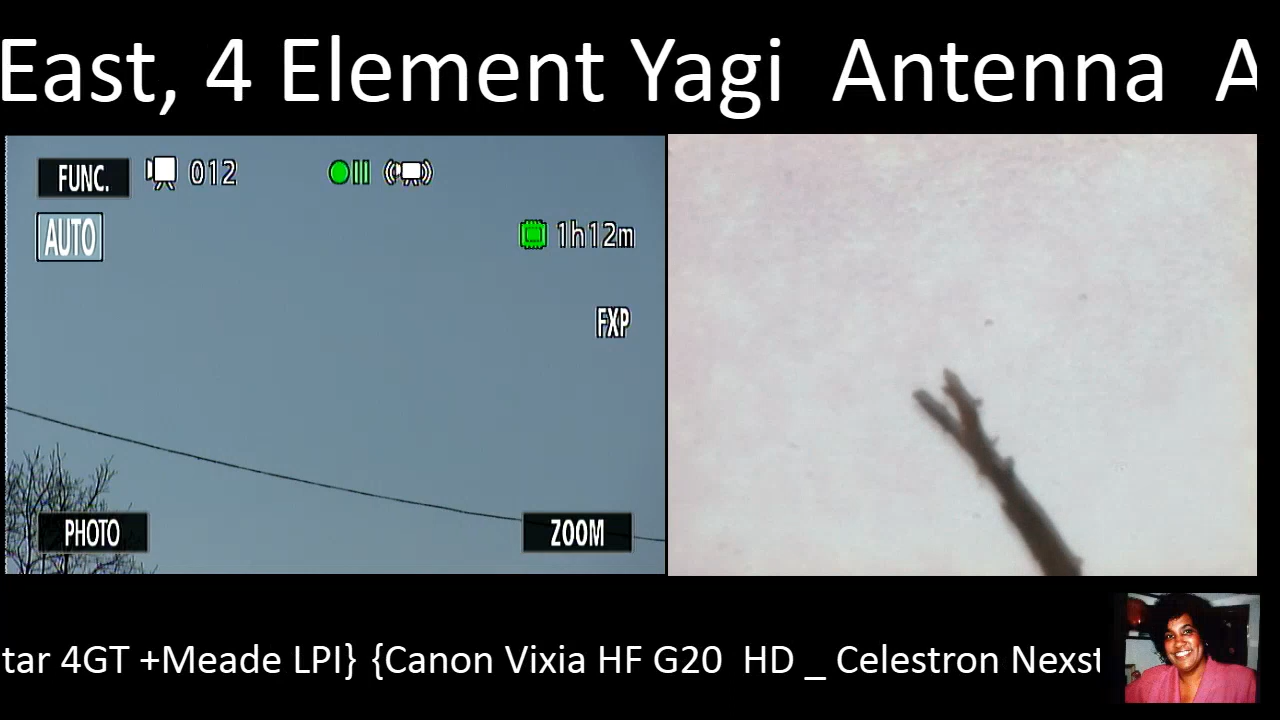 East, 4 Element Yagi Antenna A
FUNC. 012
AUTO
1h12m
FXP
PHOTO
ZOOM
tar 4GT +Meade LPI} {Canon Vixia HF G20 HD _ Celestron Nexst